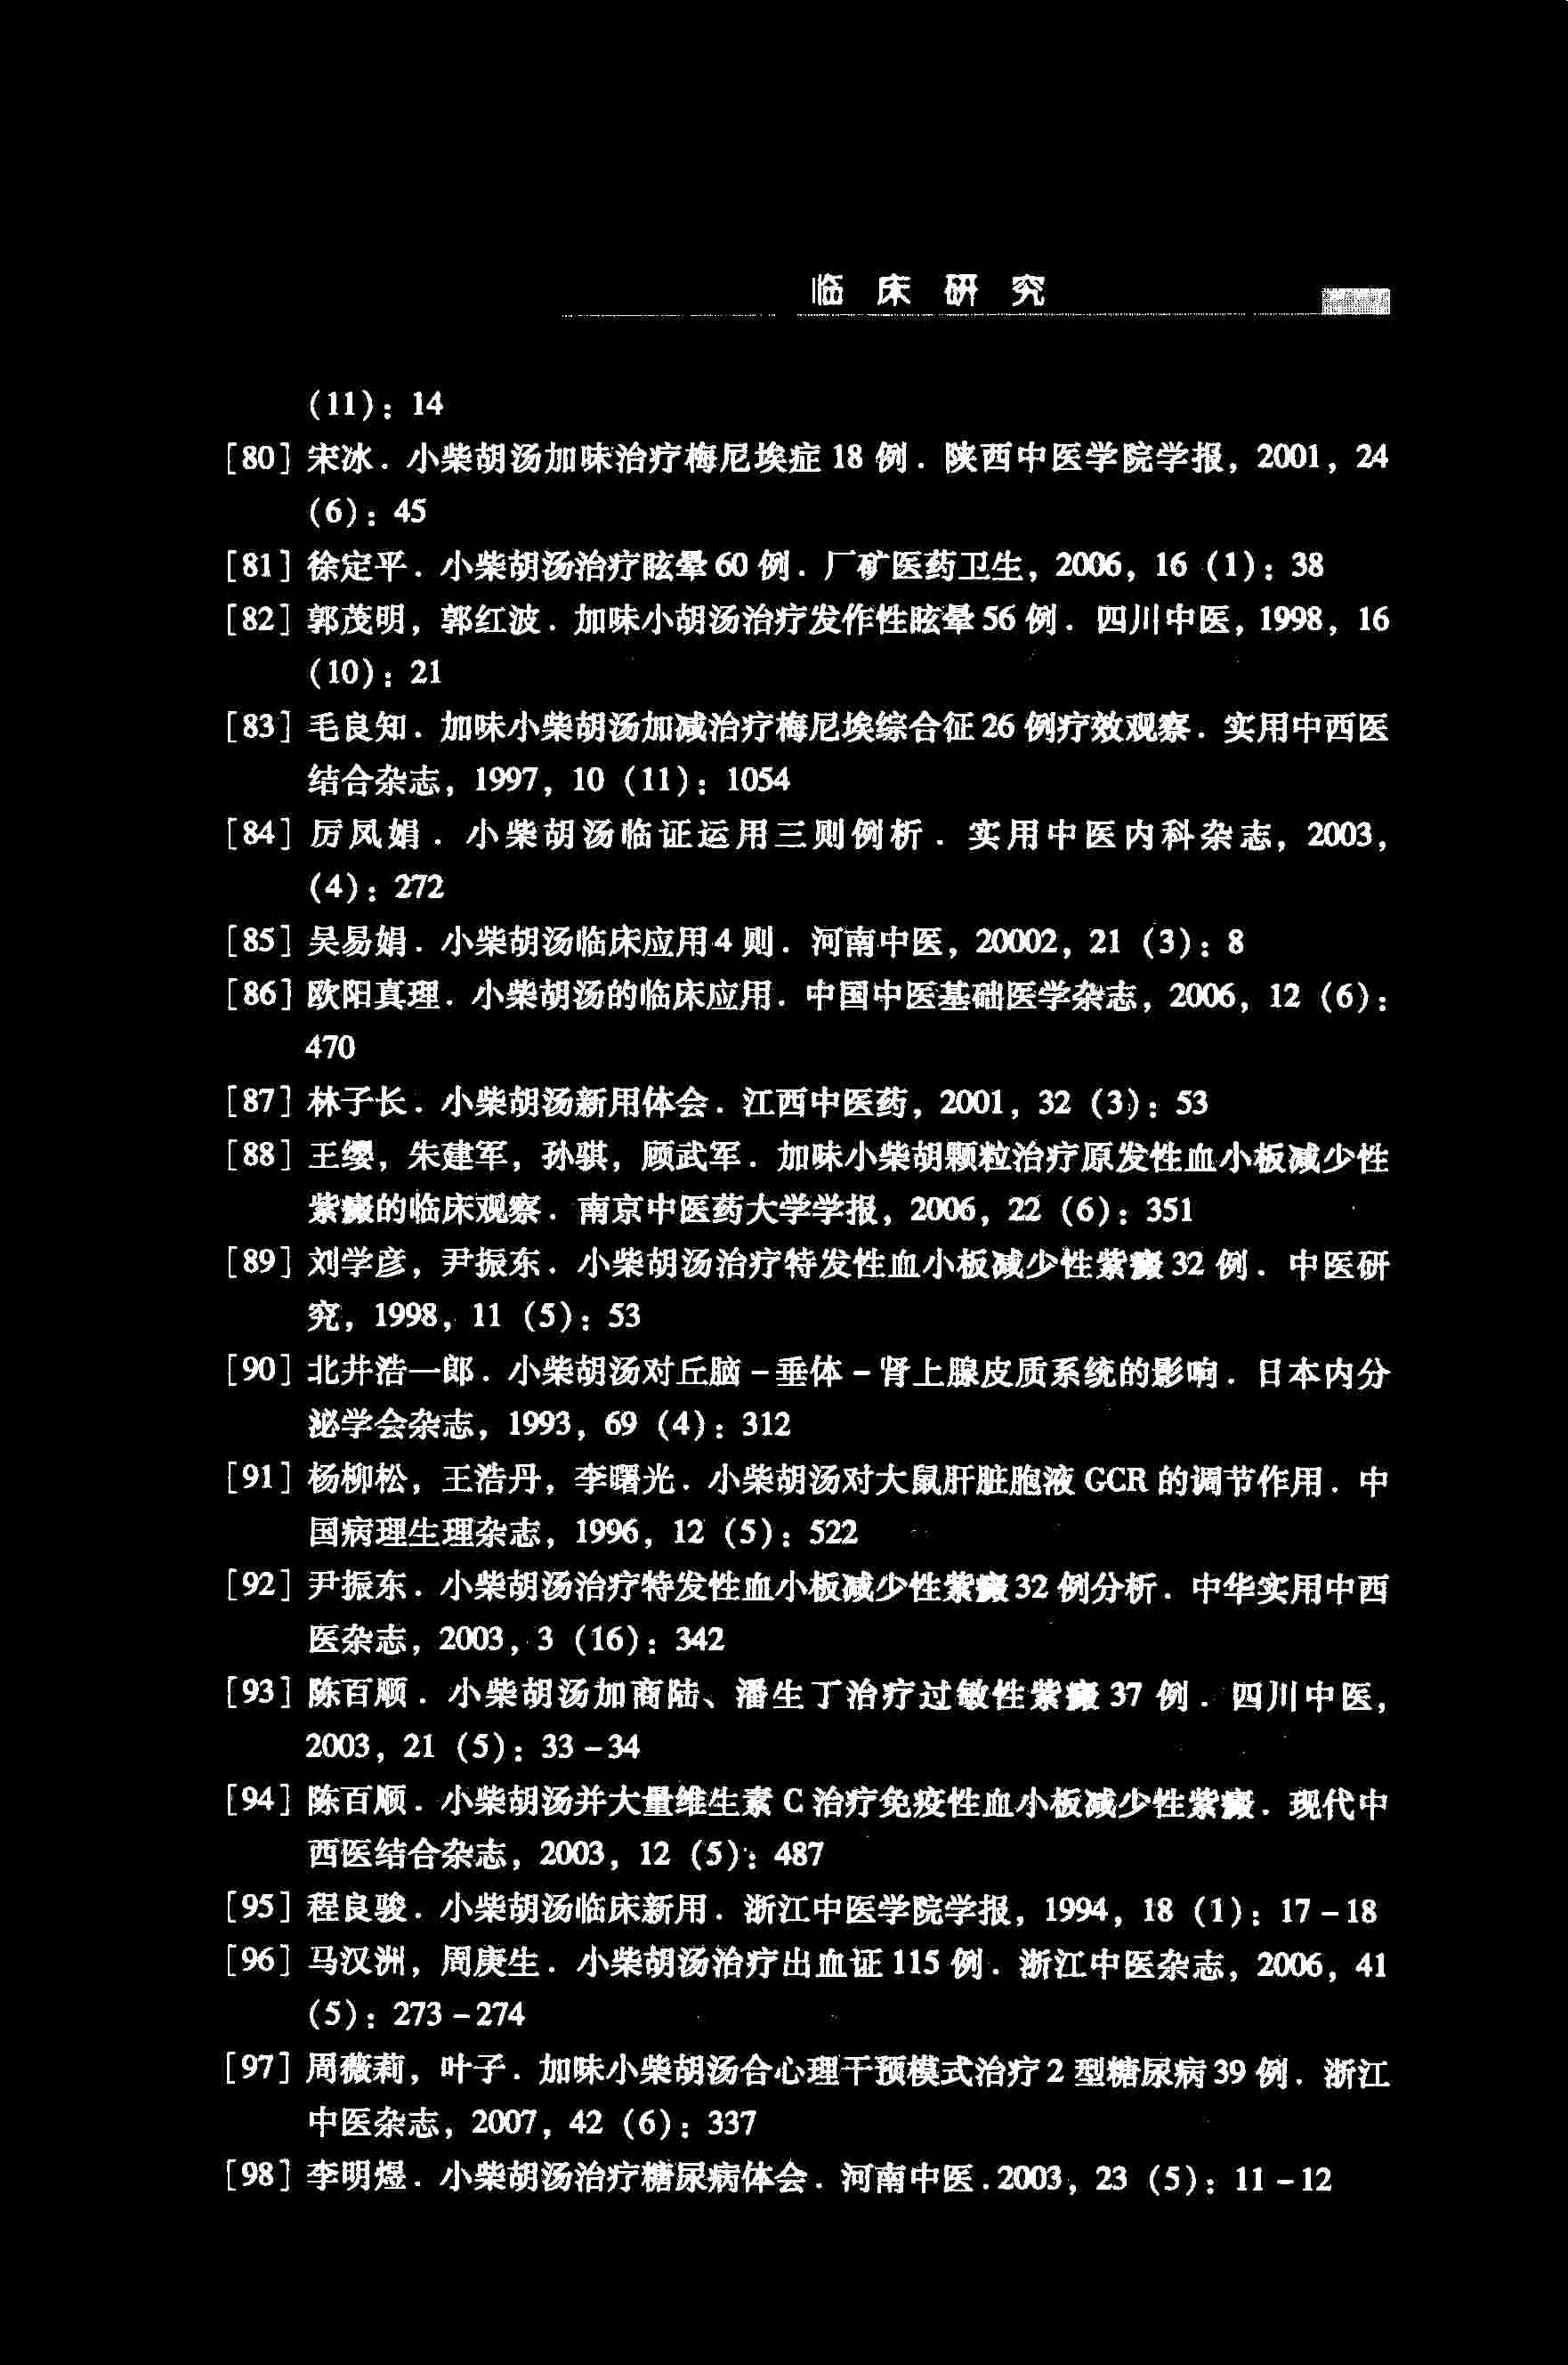 临床研究
(11)：14
[80] 宋冰．小柴胡汤加味治疗梅尼埃症 18 例．陕西中医学院学报，2001，24
(6)：45
[81] 徐定平．小柴胡汤治疗眩晕 60 例．厂矿医药卫生，2006，16 (1)：38
[82] 郭茂明，郭红波．加味小胡汤治疗发作性眩晕 56 例．四川中医，1998，16
(10)：21
[83] 毛良知．加味小柴胡汤加减治疗梅尼埃综合征 26 例疗效观察．实用中西医
结合杂志，1997，10 (11)：1054
[84] 厉凤娟．小柴胡汤临证运用三则例析．实用中医内科杂志，2003，
(4)：272
[85] 吴易娟．小柴胡汤临床应用 4 则．河南中医，20002，21 (3)：8
[86] 欧阳真理．小柴胡汤的临床应用．中国中医基础医学杂志，2006，12 (6)：
470
[87] 林子长．小柴胡汤新用体会．江西中医药，2001，32 (3)：53
[88] 王缨，朱建军，孙骐，顾武军．加味小柴胡颗粒治疗原发性血小板减少性
紫癜的临床观察．南京中医药大学学报，2006，22 (6)：351
[89] 刘学彦，尹振东．小柴胡汤治疗特发性血小板减少性紫癜 32 例．中医研
究，1998，11 (5)：53
[90] 北井浩一郎．小柴胡汤对丘脑－垂体－肾上腺皮质系统的影响．日本内分
泌学会杂志，1993，69 (4)：312
[91] 杨柳松，王浩丹，李曙光．小柴胡汤对大鼠肝脏胞液 GCR 的调节作用．中
国病理生理杂志，1996，12 (5)：522
[92] 尹振东．小柴胡汤治疗特发性血小板减少性紫癜 32 例分析．中华实用中西
医杂志，2003，3 (16)：342
[93] 陈百顺．小柴胡汤加商陆、潘生丁治疗过敏性紫癜 37 例．四川中医，
2003，21 (5)：33－34
[94] 陈百顺．小柴胡汤并大量维生素 C 治疗免疫性血小板减少性紫癜．现代中
西医结合杂志，2003，12 (5)：487
[95] 程良骏．小柴胡汤临床新用．浙江中医学院学报，1994，18 (1)：17－18
[96] 马汉洲，周庚生．小柴胡汤治疗出血证 115 例．浙江中医杂志，2006，41
(5)：273－274
[97] 周薇莉，叶子．加味小柴胡汤合心理干预模式治疗 2 型糖尿病 39 例．浙江
中医杂志，2007，42 (6)：337
[98] 李明煜．小柴胡汤治疗糖尿病体会．河南中医．2003，23 (5)：11－12